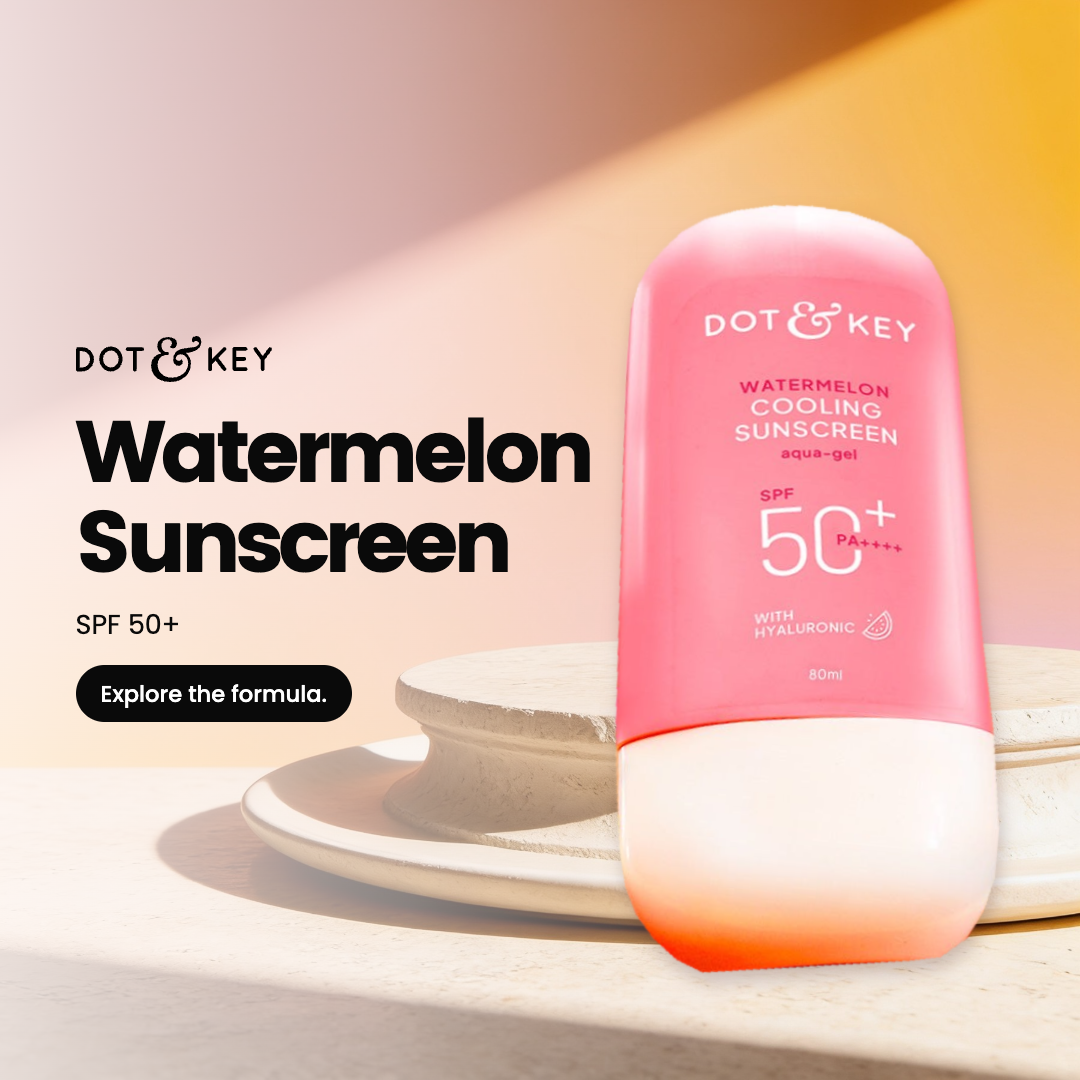 DOT & KEY
Watermelon
Sunscreen
SPF 50+
Explore the formula.
DOT & KEY
WATERMELON
COOLING
SUNSCREEN
aqua-gel
SPF
50+
PA++++
WITH
HYALURONIC
80ml